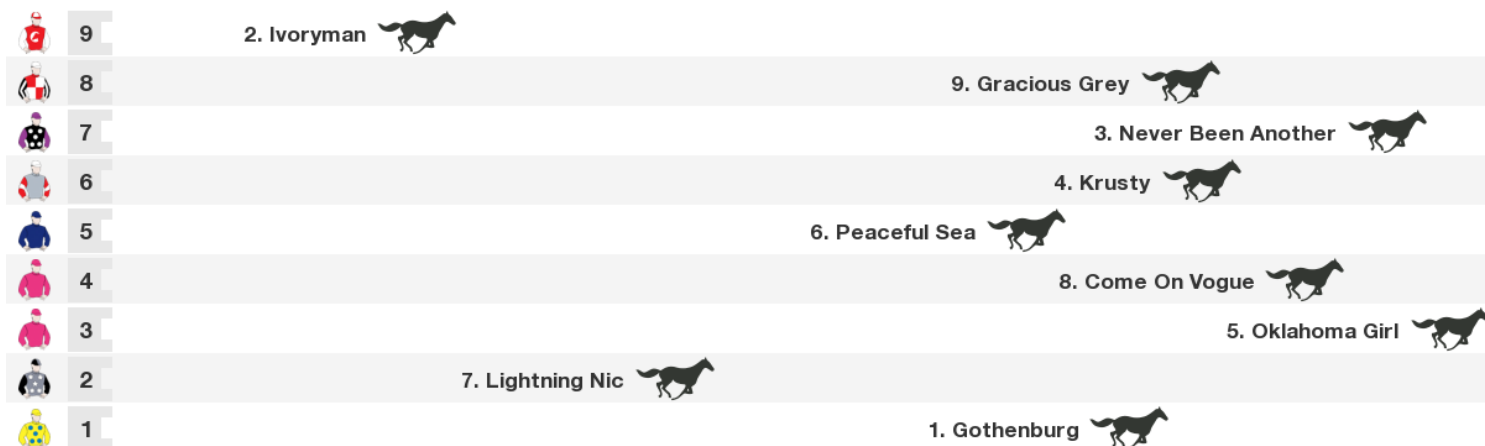 9 2. Ivoryman
8 9. Gracious Grey
7 3. Never Been Another
6 4. Krusty
5 6. Peaceful Sea
4 8. Come On Vogue
3 5. Oklahoma Girl
2 7. Lightning Nic
1 1. Gothenburg